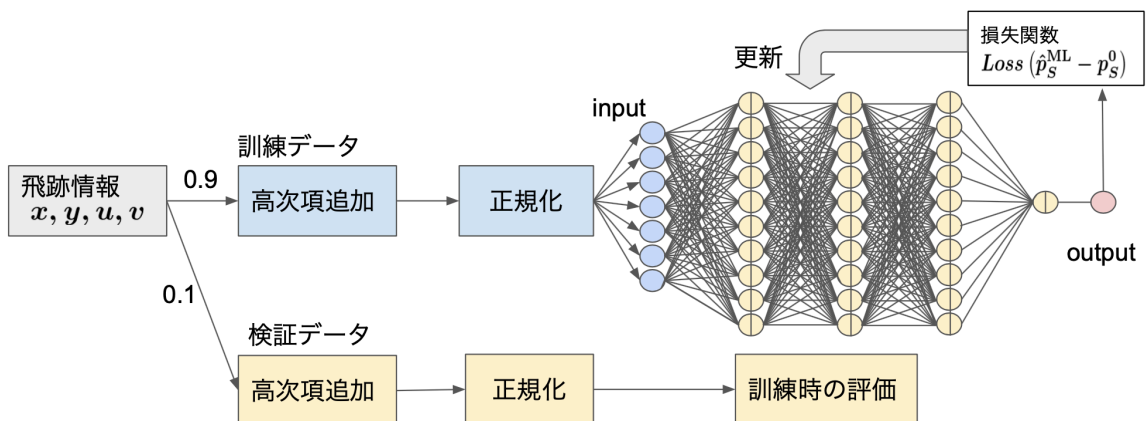 損失関数
Loss (p̂_S^ML − p_S^0)
更新
input
訓練データ
飛跡情報
x, y, u, v
0.9
高次項追加
正規化
output
0.1
検証データ
高次項追加
正規化
訓練時の評価